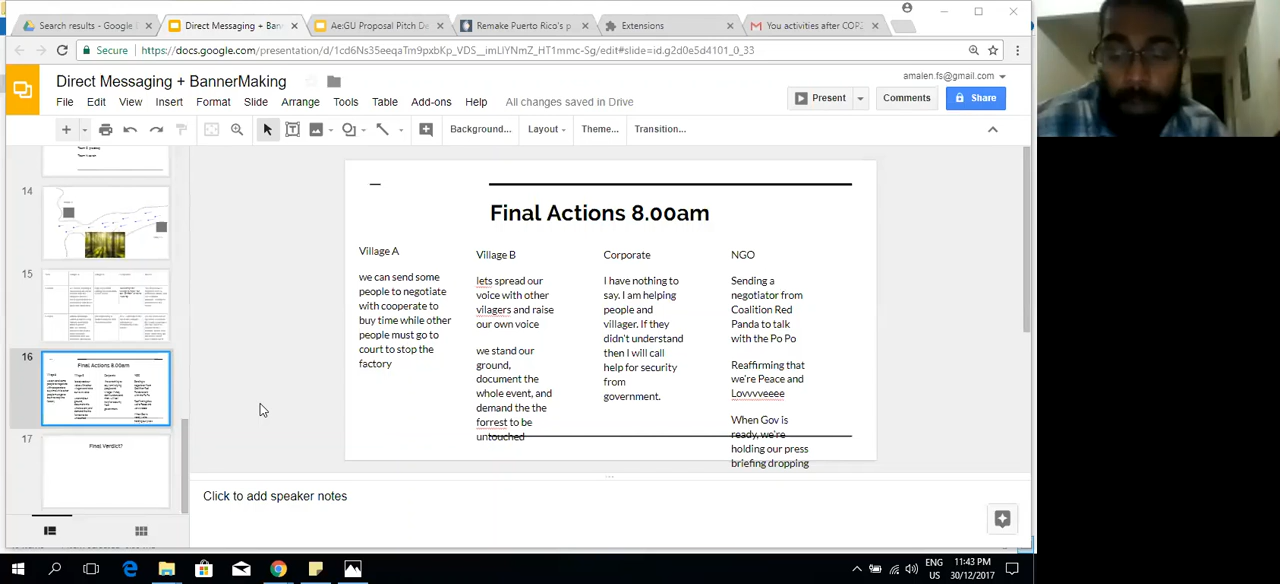 Search results - Google
Direct Messaging + Ban
Ae:GU Proposal Pitch De
Remake Puerto Rico's p
Extensions
You activities after COP2
Secure
https://docs.google.com/presentation/d/1cd6Ns35eeqaTm9pxbKp_VDS__imLIYNmZ_HT1mmc-Sg/edit#slide=id.g2d0e5d4101_0_33
Direct Messaging + BannerMaking
amalen.fs@gmail.com
File Edit View Insert Format Slide Arrange Tools Table Add-ons Help All changes saved in Drive
Present
Comments
Share
Background... Layout Theme... Transition...
14
15
16
Final Actions 8.00am
17
Final Verdict?
Final Actions 8.00am
Village A
we can send some
people to negotiate
with cooperate to
buy time while other
people must go to
court to stop the
factory
Village B
lets spread our
voice with other
vilagers and raise
our own voice
we stand our
ground,
document the
whole event, and
demand the the
forrest to be
untouched
Corporate
I have nothing to
say. I am helping
people and
villager. If they
didn't understand
then I will call
help for security
from
government.
NGO
Sending a
negotiator from
Coalition Red
Panda to talk
with the Po Po
Reaffirming that
we're Peace and
Lovvvveeee
When Gov is
ready, we're
holding our press
briefing dropping
Click to add speaker notes
ENG
US
11:43 PM
30/12/2017